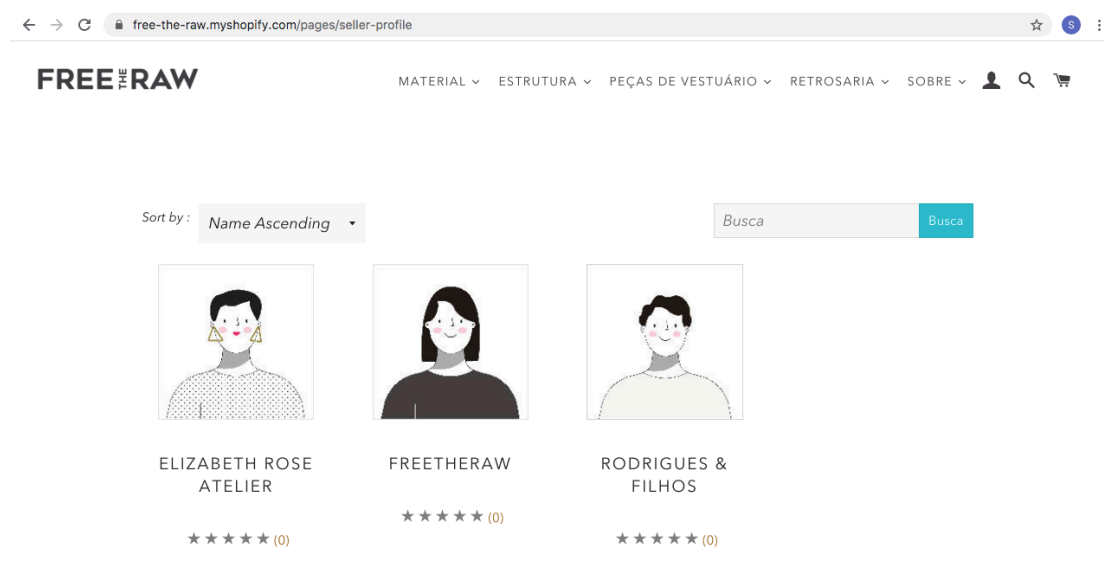 free-the-raw.myshopify.com/pages/seller-profile
S
FREE THE RAW
MATERIAL ESTRUTURA PEÇAS DE VESTUÁRIO RETROSARIA SOBRE
Sort by : Name Ascending
Busca Busca
ELIZABETH ROSE
ATELIER
★★★★★ (0)
FREETHERAW
★★★★★ (0)
RODRIGUES &
FILHOS
★★★★★ (0)